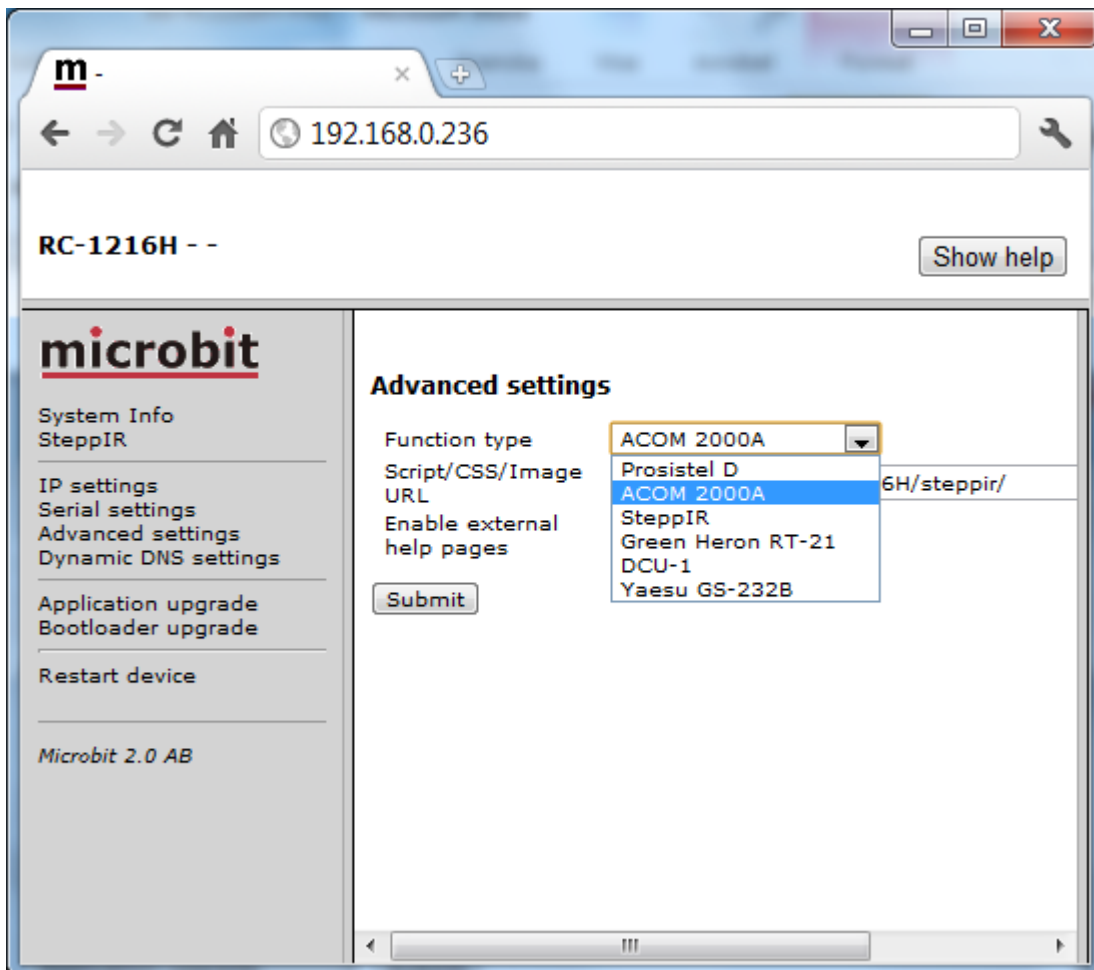 m -
192.168.0.236
RC-1216H - -
Show help
microbit
System Info
SteppIR
IP settings
Serial settings
Advanced settings
Dynamic DNS settings
Application upgrade
Bootloader upgrade
Restart device
Microbit 2.0 AB
Advanced settings
Function type
ACOM 2000A
Prosistel D
ACOM 2000A
SteppIR
Green Heron RT-21
DCU-1
Yaesu GS-232B
Script/CSS/Image
URL
6H/steppir/
Enable external
help pages
Submit